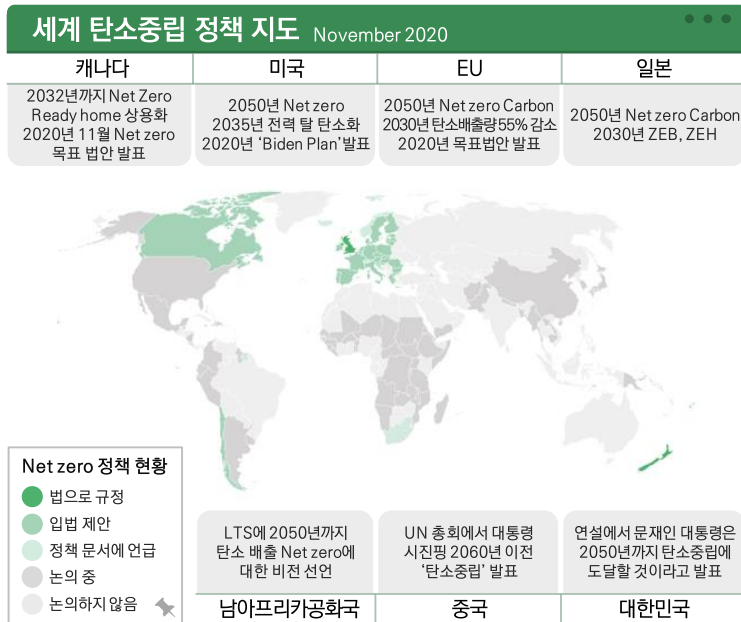 세계 탄소중립 정책 지도 November 2020
캐나다
2032년까지 Net Zero
Ready home 상용화
2020년 11월 Net zero
목표 법안 발표
미국
2050년 Net zero
2035년 전력 탈 탄소화
2020년 ‘Biden Plan’발표
EU
2050년 Net zero Carbon
2030년 탄소배출량 55% 감소
2020년 목표법안 발표
일본
2050년 Net zero Carbon
2030년 ZEB, ZEH
Net zero 정책 현황
법으로 규정
입법 제안
정책 문서에 언급
논의 중
논의하지 않음
LTS에 2050년까지
탄소 배출 Net zero에
대한 비전 선언
남아프리카공화국
UN 총회에서 대통령
시진핑 2060년 이전
‘탄소중립’ 발표
중국
연설에서 문재인 대통령은
2050년까지 탄소중립에
도달할 것이라고 발표
대한민국